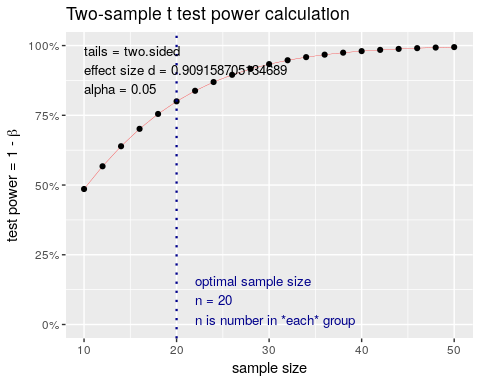 Two-sample t test power calculation
100%
75%
50%
25%
0%
test power = 1 - β
tails = two.sided
effect size d = 0.909158705134689
alpha = 0.05
optimal sample size
n = 20
n is number in *each* group
10 20 30 40 50
sample size